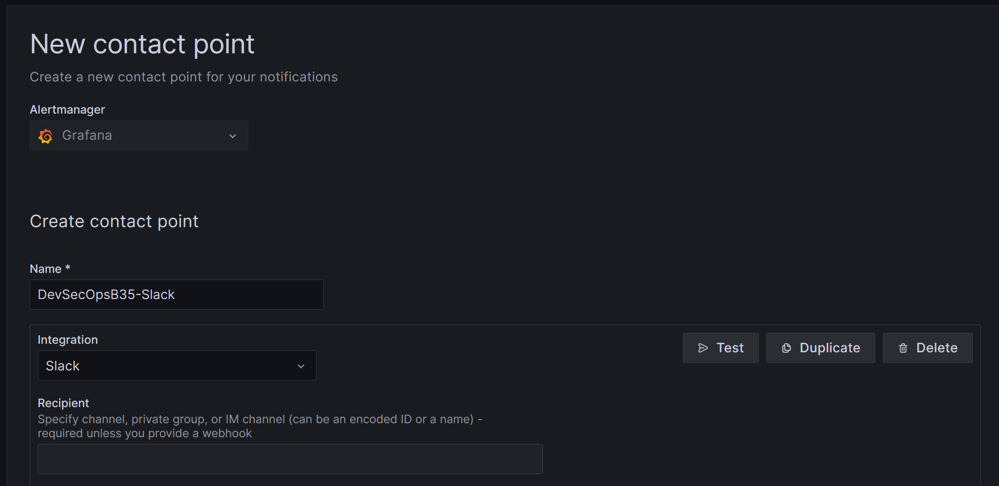 New contact point
Create a new contact point for your notifications
Alertmanager
Grafana
Create contact point
Name *
DevSecOpsB35-Slack
Integration
Test
Duplicate
Delete
Slack
Recipient
Specify channel, private group, or IM channel (can be an encoded ID or a name) -
required unless you provide a webhook